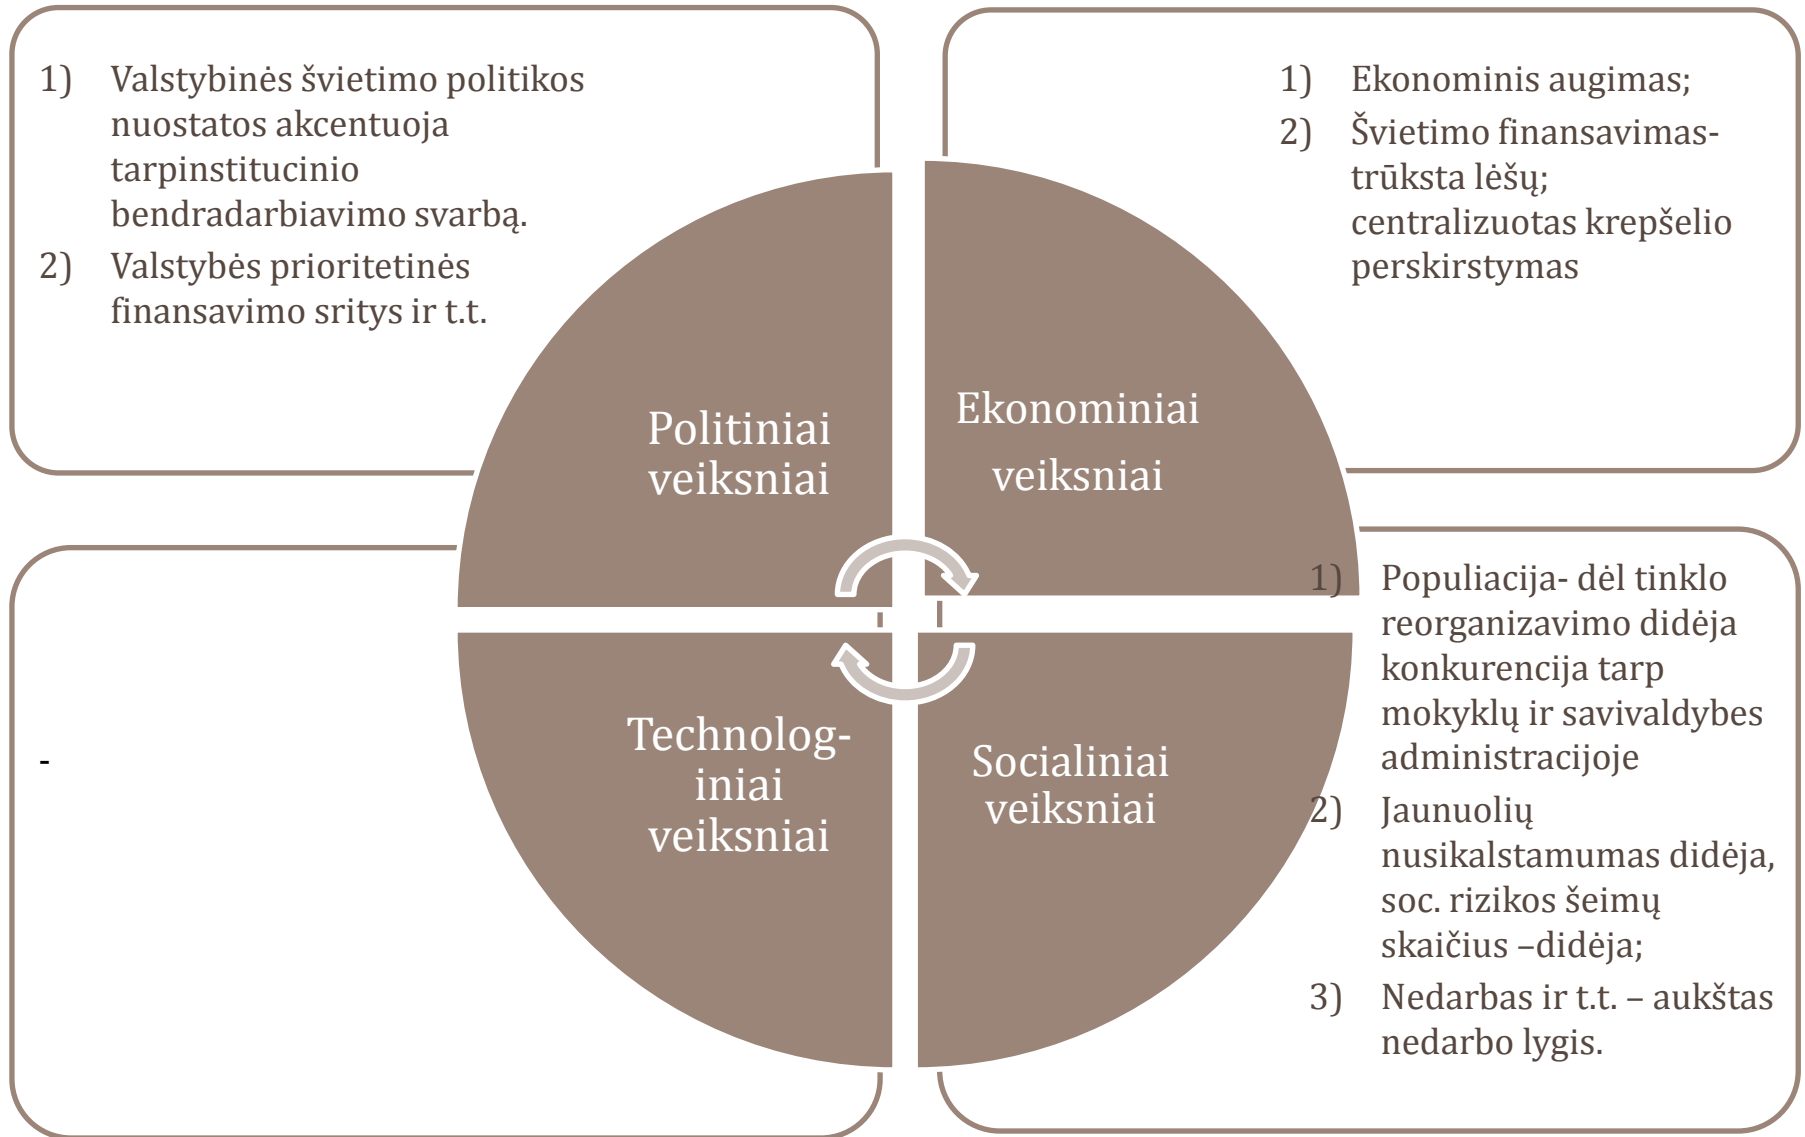 1) Valstybinės švietimo politikos
nuostatos akcentuoja
tarpinstitucinio
bendradarbiavimo svarbą.
2) Valstybės prioritetinės
finansavimo sritys ir t.t.
1) Ekonominis augimas;
2) Švietimo finansavimas-
trūksta lėšų;
centralizuotas krepšelio
perskirstymas
Politiniai
veiksniai
Ekonominiai
veiksniai
-
Technolog-
iniai
veiksniai
Socialiniai
veiksniai
1) Populiacija- dėl tinklo
reorganizavimo didėja
konkurencija tarp
mokyklų ir savivaldybes
administracijoje
2) Jaunuolių
nusikalstamumas didėja,
soc. rizikos šeimų
skaičius –didėja;
3) Nedarbas ir t.t. – aukštas
nedarbo lygis.